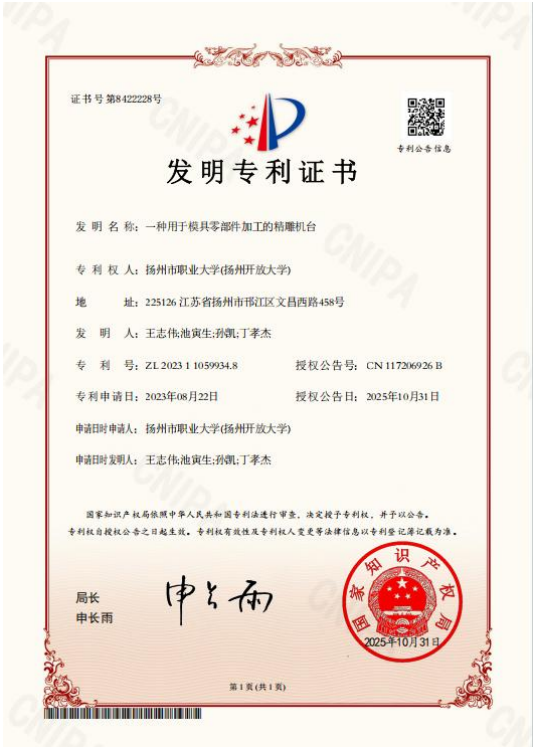 证书号第8422228号
专利公告信息
发明专利证书
发明名称：一种用于模具零部件加工的精雕机台
专利权人：扬州市职业大学(扬州开放大学)
地址：225126 江苏省扬州市邗江区文昌西路458号
发明人：王志伟;池寅生;孙凯;丁孝杰
专利号：ZL 2023 1 1059934.8 授权公告号：CN 117206926 B
专利申请日：2023年08月22日 授权公告日：2025年10月31日
申请日时申请人：扬州市职业大学(扬州开放大学)
申请日时发明人：王志伟;池寅生;孙凯;丁孝杰
国家知识产权局依照中华人民共和国专利法进行审查，决定授予专利权，并予以公告。
专利权自授权公告之日起生效。专利权有效性及专利权人变更等法律信息以专利登记簿记载为准。
局长
申长雨
申长雨
国家知识产权局
2025年10月31日
第1页(共1页)
CNIPA